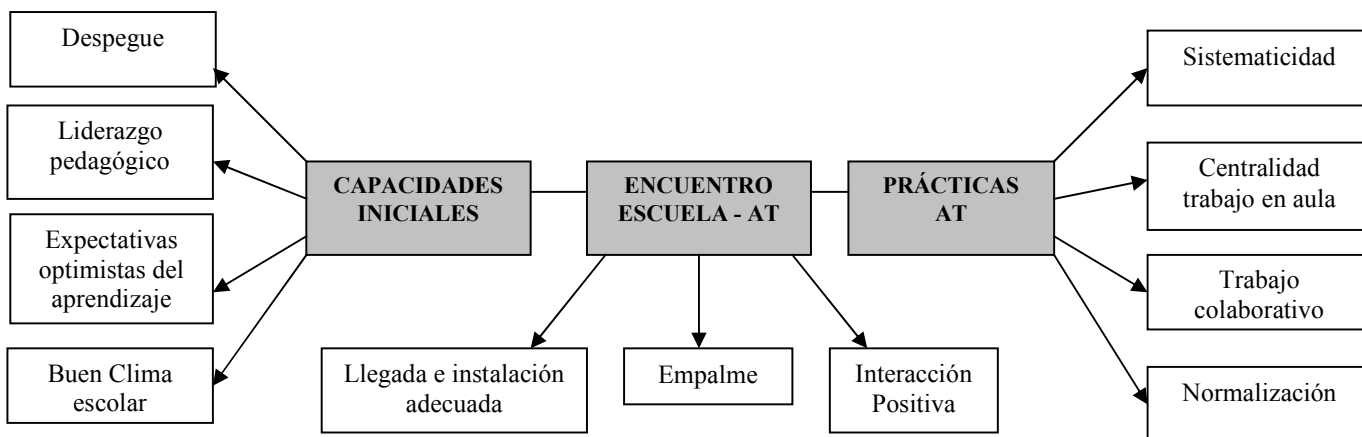 Despegue
Liderazgo
pedagógico
Expectativas
optimistas del
aprendizaje
Buen Clima
escolar
CAPACIDADES
INICIALES
ENCUENTRO
ESCUELA - AT
PRÁCTICAS
AT
Llegada e instalación
adecuada
Empalme
Interacción
Positiva
Sistematicidad
Centralidad
trabajo en aula
Trabajo
colaborativo
Normalización